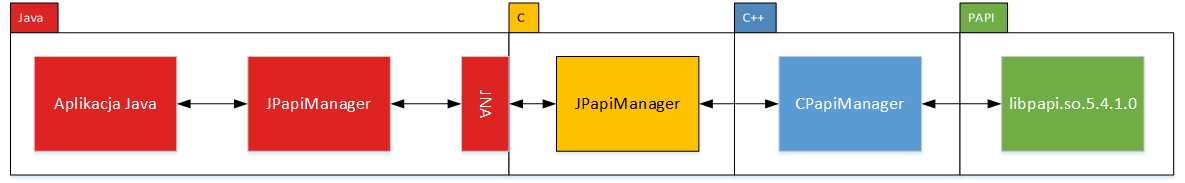 Java
C
C++
PAPI
Aplikacja Java
JPapiManager
JNA
JPapiManager
CPapiManager
libpapi.so.5.4.1.0